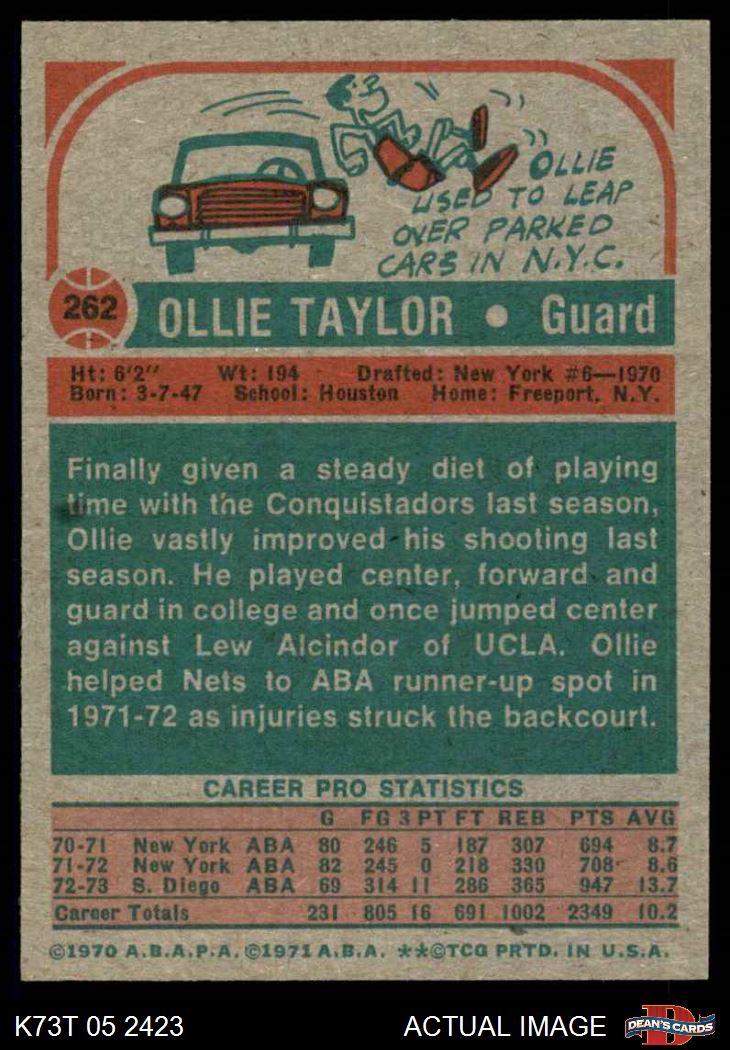 OLLIE
USED TO LEAP
OVER PARKED
CARS IN N.Y.C.
262 OLLIE TAYLOR • Guard
Ht: 6'2" Wt: 194 Drafted: New York #6—1970
Born: 3-7-47 School: Houston Home: Freeport, N.Y.
Finally given a steady diet of playing
time with the Conquistadors last season,
Ollie vastly improved his shooting last
season. He played center, forward and
guard in college and once jumped center
against Lew Alcindor of UCLA. Ollie
helped Nets to ABA runner-up spot in
1971-72 as injuries struck the backcourt.
CAREER PRO STATISTICS
G FG 3 PT FT REB PTS AVG
70-71 New York ABA 80 246 5 187 307 694 8.7
71-72 New York ABA 82 245 0 218 330 708 8.6
72-73 S. Diego ABA 69 314 11 286 365 947 13.7
Career Totals 231 805 16 691 1002 2349 10.2
©1970 A.B.A.P.A. ©1971 A.B.A. **©TCG PRTD. IN U.S.A.
K73T 05 2423 ACTUAL IMAGE D DEAN'S CARDS